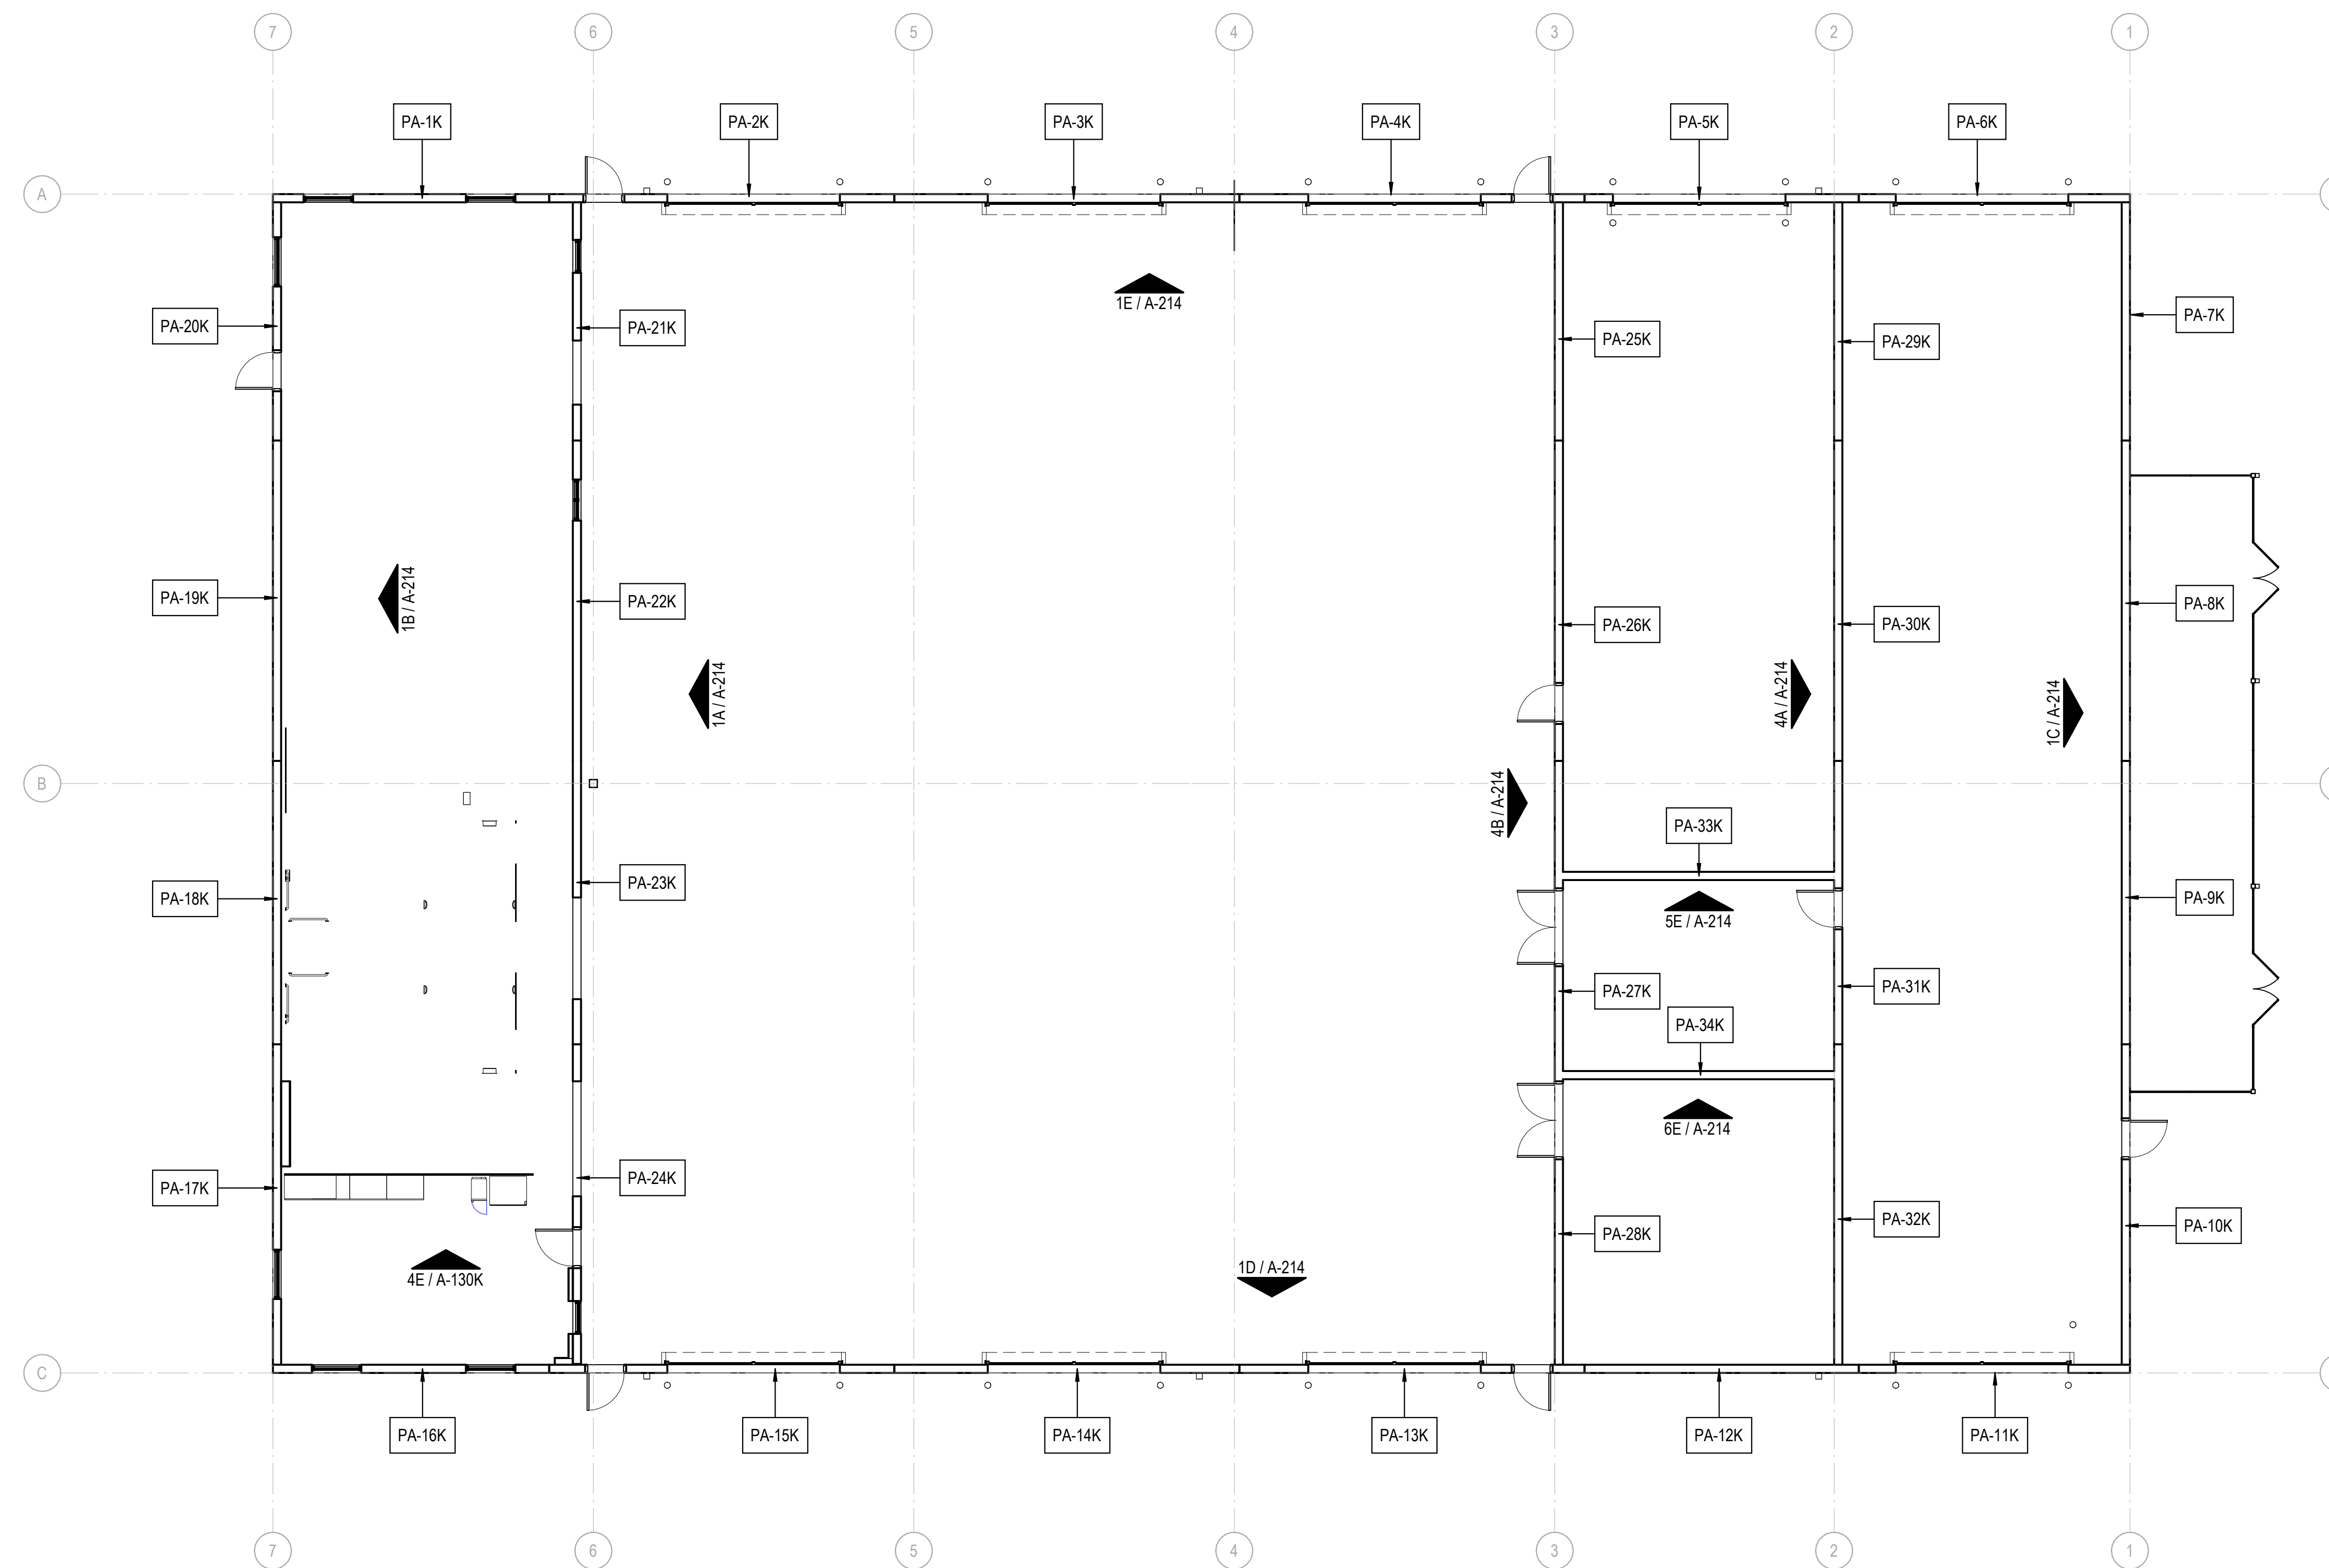 7 6 5 4 3 2 1
PA-1K PA-2K PA-3K PA-4K PA-5K PA-6K
A
1E / A-214
PA-20K PA-21K PA-25K PA-29K PA-7K
1B / A-214
PA-19K PA-22K PA-26K PA-30K PA-8K
1A / A-214
4A / A-214
1C / A-214
B
4B / A-214
PA-33K
PA-18K PA-23K PA-9K
5E / A-214
PA-27K PA-31K
PA-34K
6E / A-214
PA-17K PA-24K PA-28K PA-32K PA-10K
4E / A-130K
1D / A-214
C
PA-16K PA-15K PA-14K PA-13K PA-12K PA-11K
7 6 5 4 3 2 1